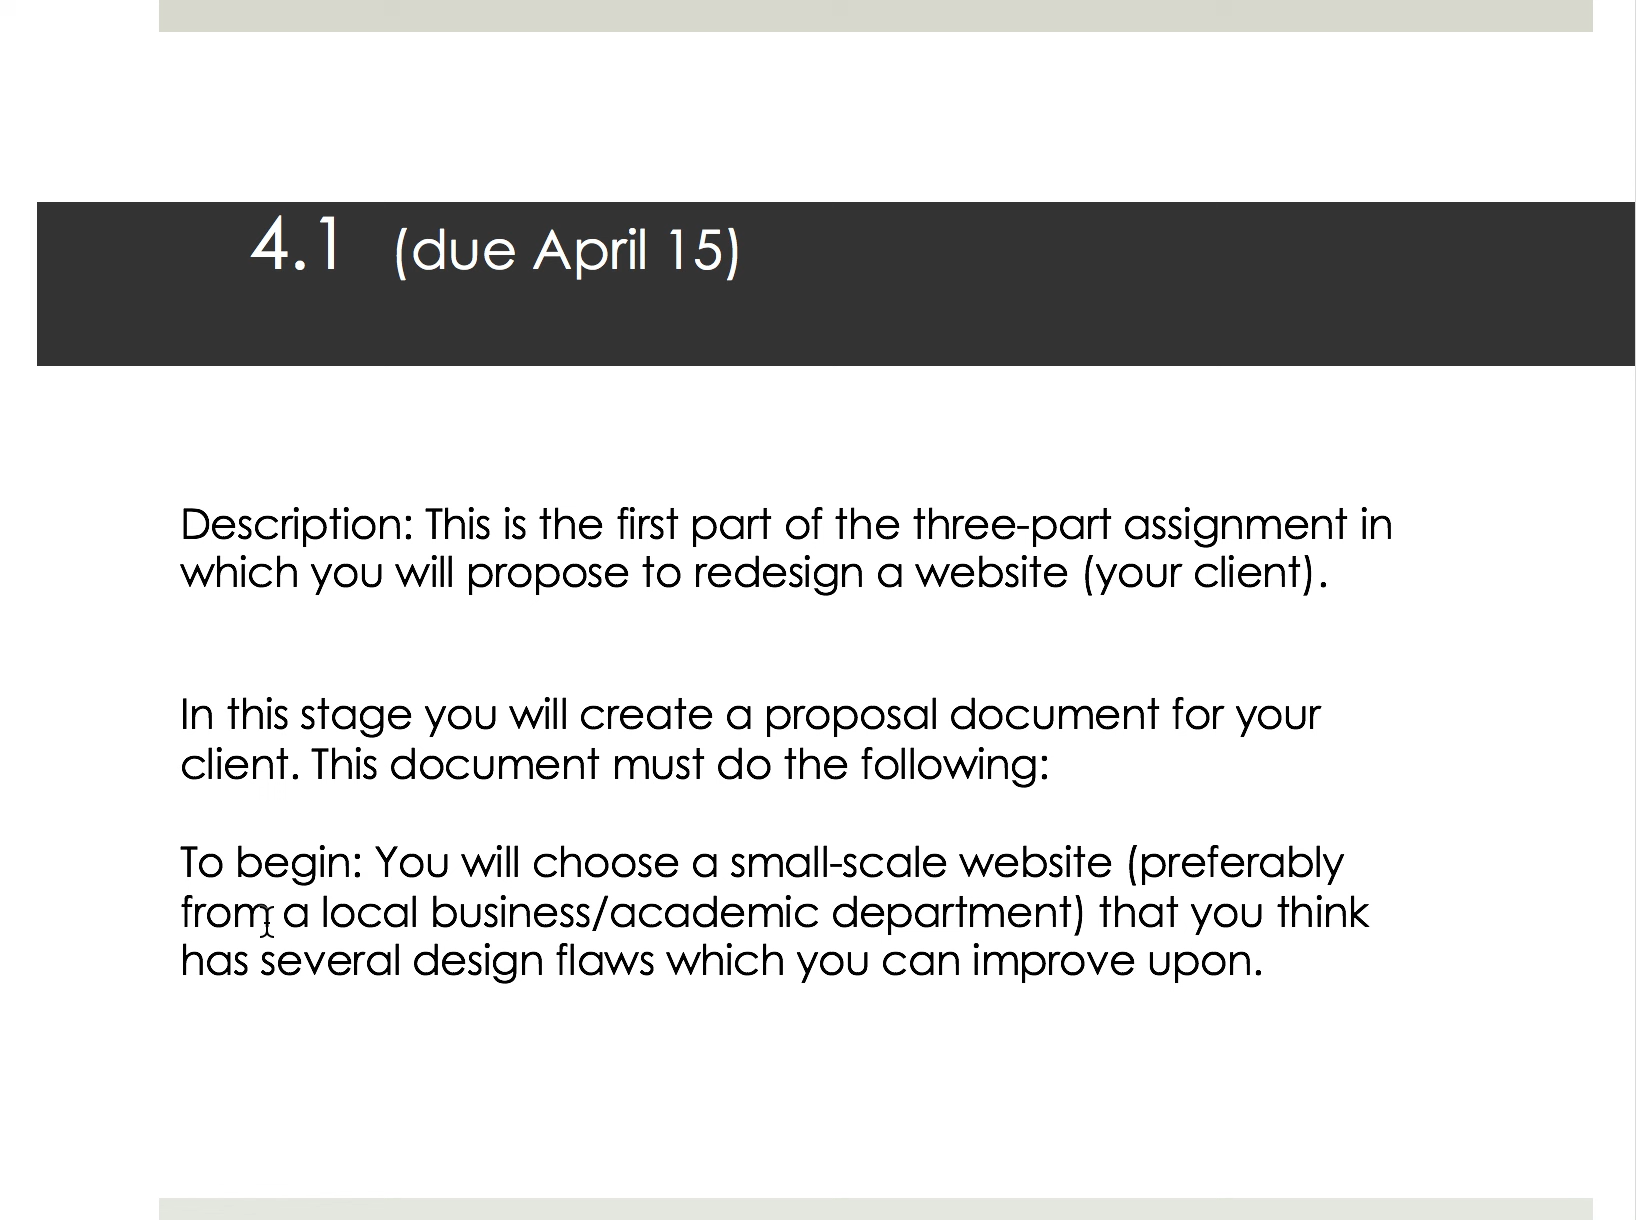 4.1 (due April 15)
Description: This is the first part of the three-part assignment in
which you will propose to redesign a website (your client).
In this stage you will create a proposal document for your
client. This document must do the following:
To begin: You will choose a small-scale website (preferably
from a local business/academic department) that you think
has several design flaws which you can improve upon.